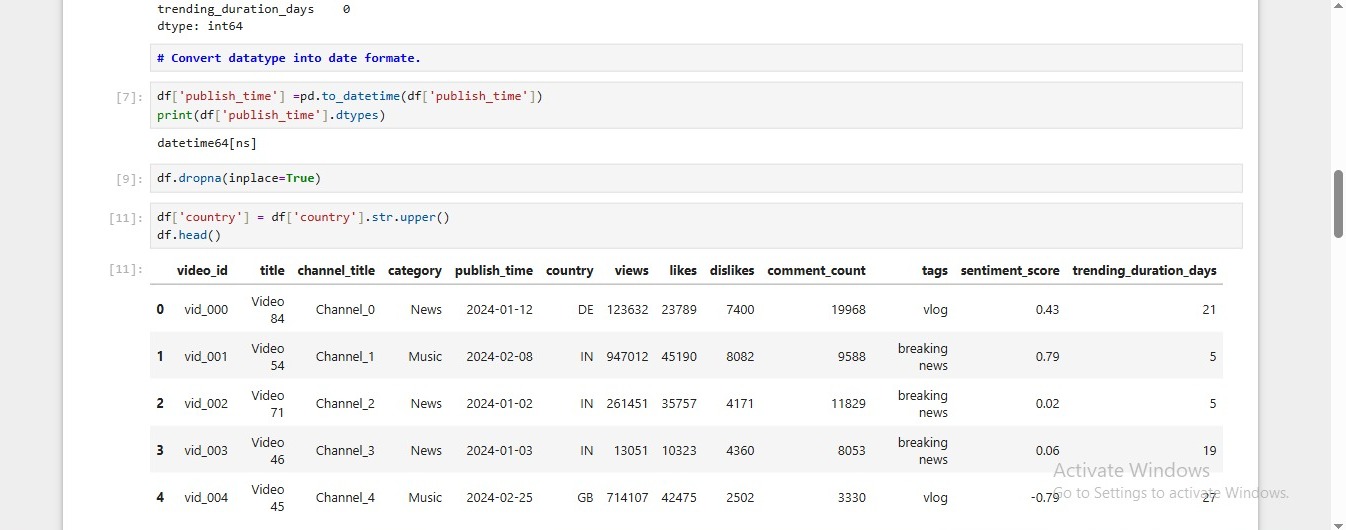 trending_duration_days    0
dtype: int64
# Convert datatype into date formate.
[7]: df['publish_time'] =pd.to_datetime(df['publish_time'])
print(df['publish_time'].dtypes)
datetime64[ns]
[9]: df.dropna(inplace=True)
[11]: df['country'] = df['country'].str.upper()
df.head()
[11]: video_id title channel_title category publish_time country views likes dislikes comment_count tags sentiment_score trending_duration_days
0 vid_000 Video 84 Channel_0 News 2024-01-12 DE 123632 23789 7400 19968 vlog 0.43 21
1 vid_001 Video 54 Channel_1 Music 2024-02-08 IN 947012 45190 8082 9588 breaking news 0.79 5
2 vid_002 Video 71 Channel_2 News 2024-01-02 IN 261451 35757 4171 11829 breaking news 0.02 5
3 vid_003 Video 46 Channel_3 News 2024-01-03 IN 13051 10323 4360 8053 breaking news 0.06 19
4 vid_004 Video 45 Channel_4 Music 2024-02-25 GB 714107 42475 2502 3330 vlog -0.79 27
Activate Windows
Go to Settings to activate Windows.